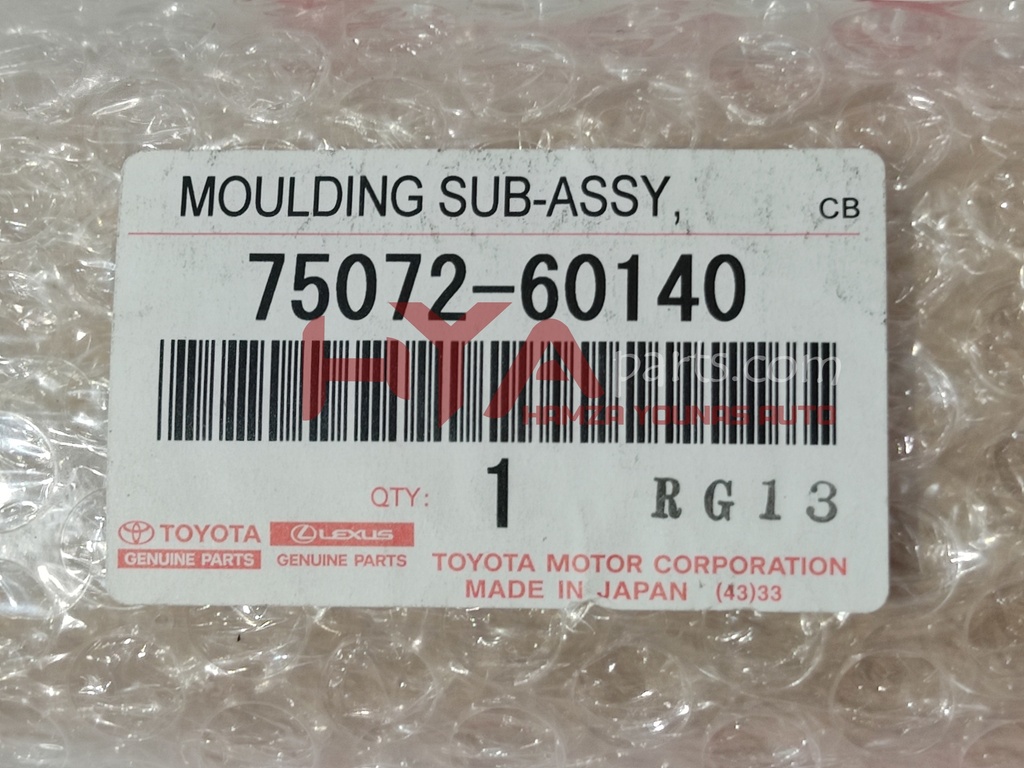 MOULDING SUB-ASSY, CB
75072-60140
HYA parts.com
HAMZA YOUNAS AUTO
QTY: 1 RG13
TOYOTA LEXUS
GENUINE PARTS GENUINE PARTS
TOYOTA MOTOR CORPORATION
MADE IN JAPAN (43)33